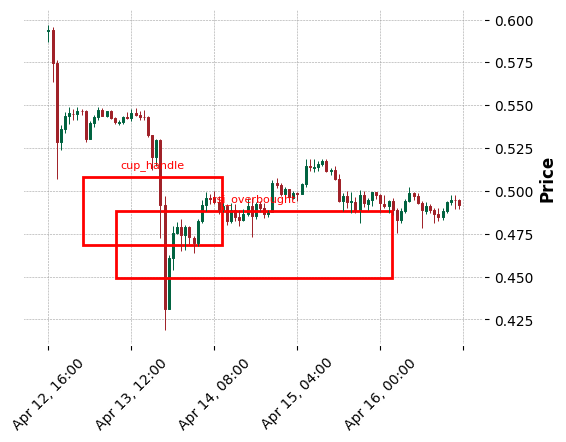 0.600
0.575
0.550
0.525
cup_handle
0.500
i_overbought
0.475
0.450
0.425
Price
Apr 12, 16:00
Apr 13, 12:00
Apr 14, 08:00
Apr 15, 04:00
Apr 16, 00:00